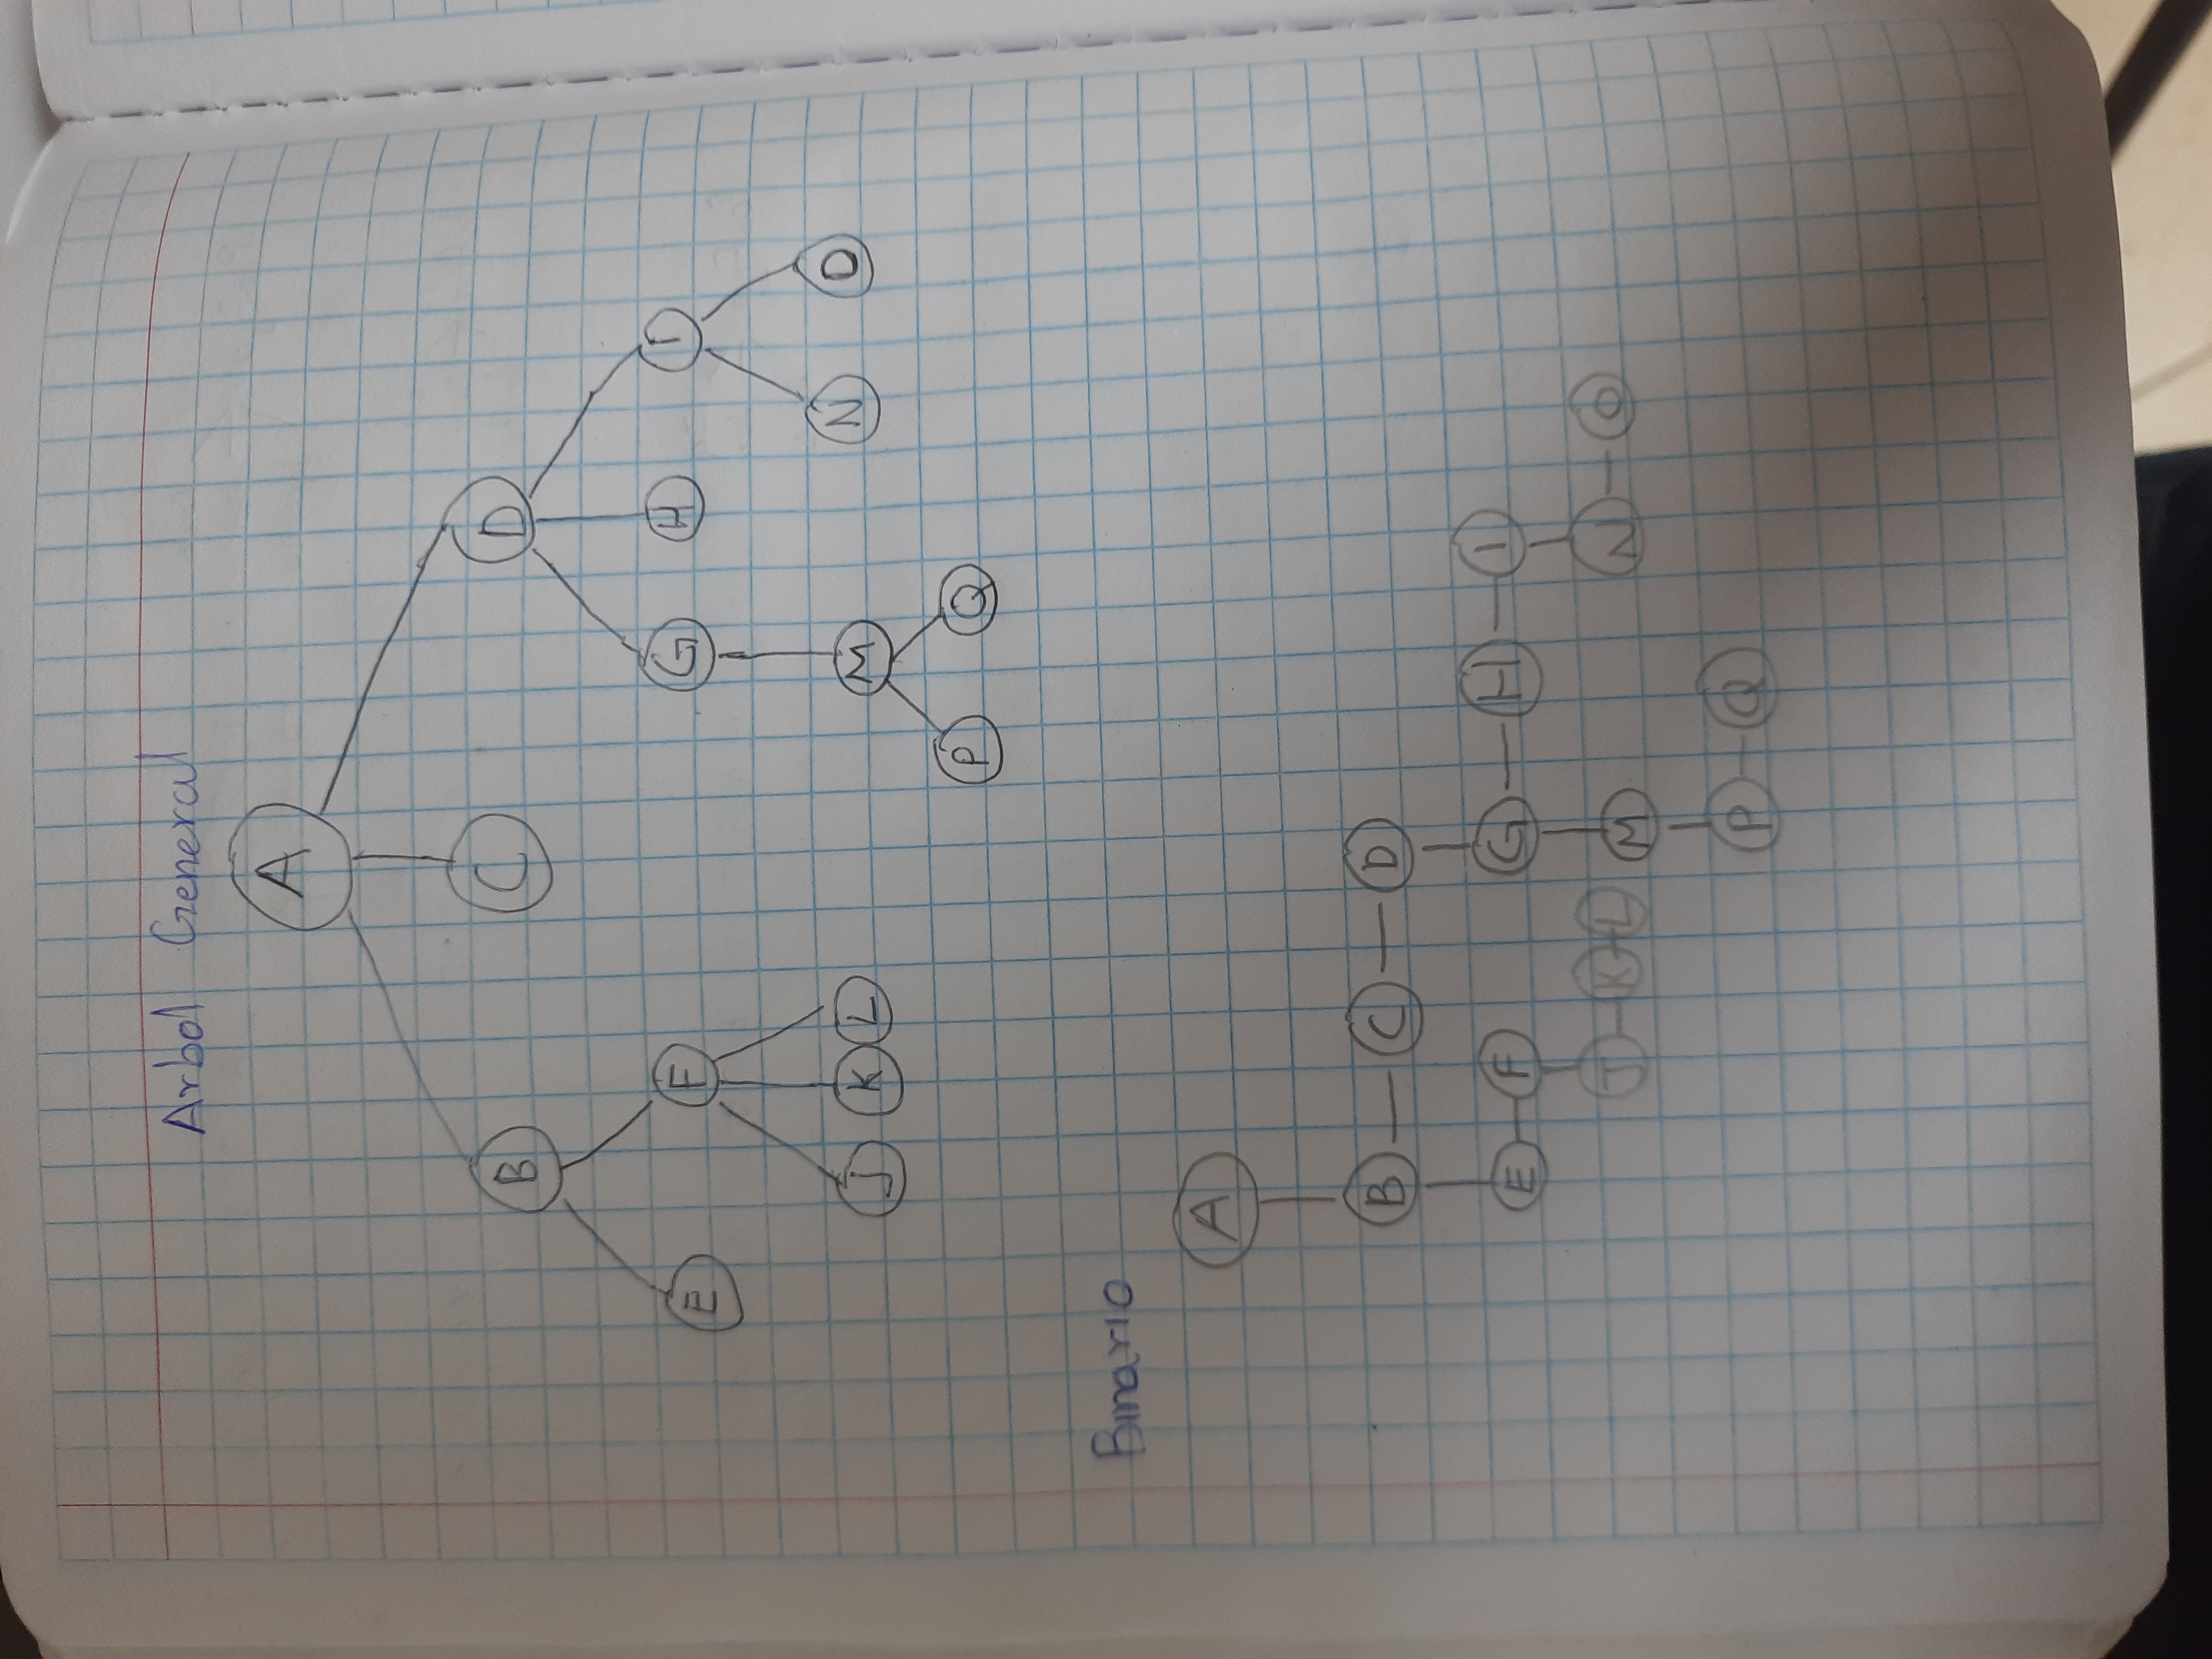 Arbol General
A
B C D
E F G H I
J K L M N O
P Q
Binario
A
B C D
E F G H I
J K L M N O
P Q